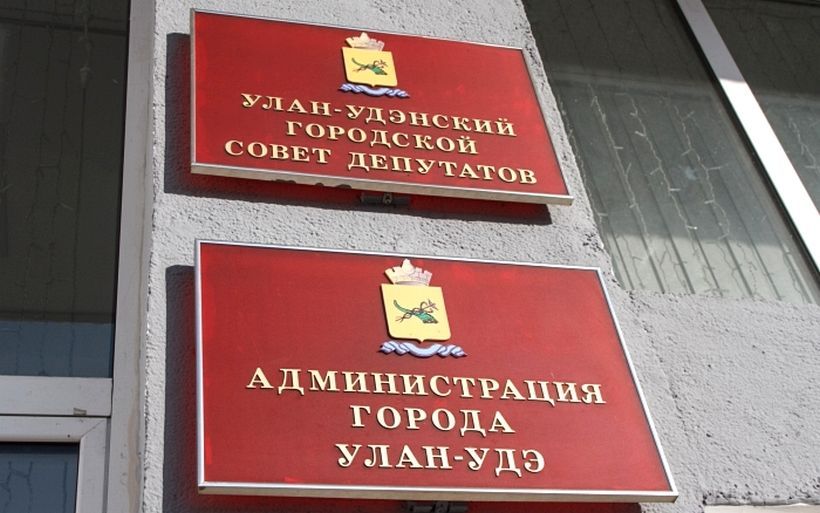 УЛАН-УДЭНСКИЙ
ГОРОДСКОЙ
СОВЕТ ДЕПУТАТОВ
АДМИНИСТРАЦИЯ
ГОРОДА
УЛАН-УДЭ